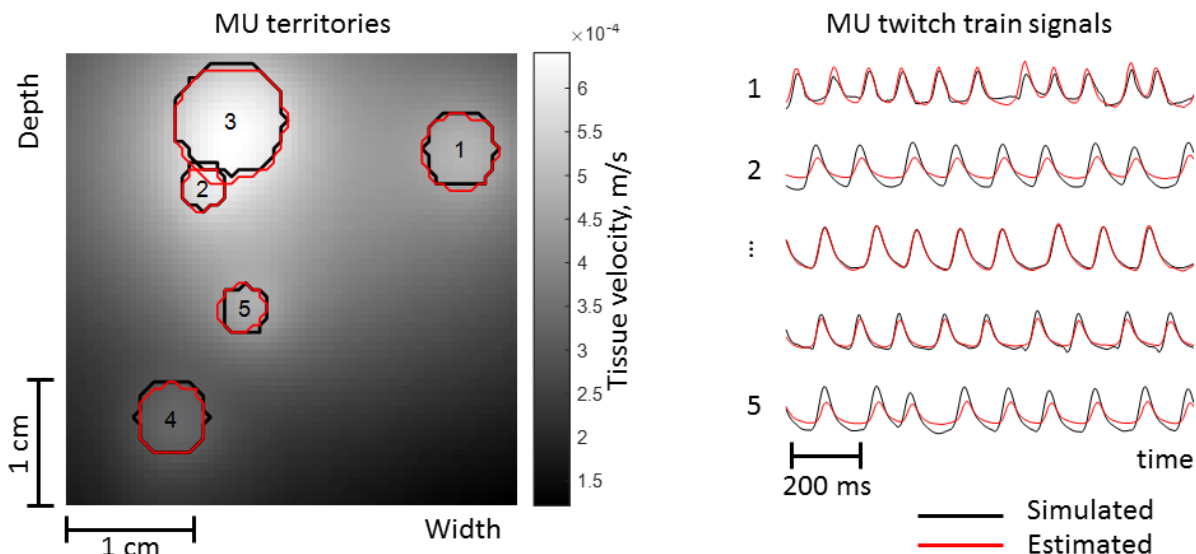 MU territories
Depth
3
1
2
5
4
1 cm
1 cm
Width
×10⁻⁴
6
5.5
5
4.5
4
3.5
3
2.5
2
1.5
Tissue velocity, m/s
MU twitch train signals
1
2
...
5
time
200 ms
Simulated
Estimated